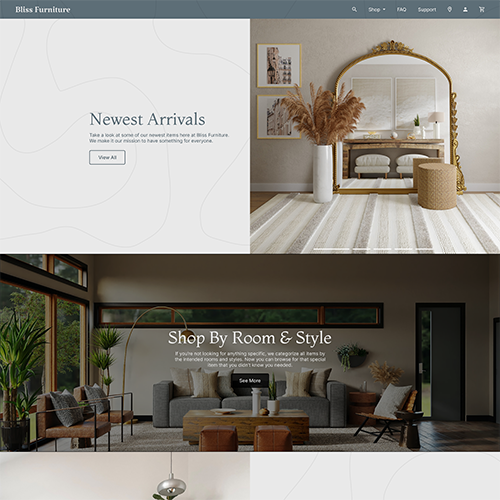 Bliss Furniture
Shop
FAQ
Support
Newest Arrivals
Take a look at some of our newest items here at Bliss Furniture.
We make it our mission to have something for everyone.
View All
Shop By Room & Style
If you're not looking for anything specific, we categorize all items by
the intended rooms and styles. Now you can browse for that special
item that you didn't know you needed.
See More